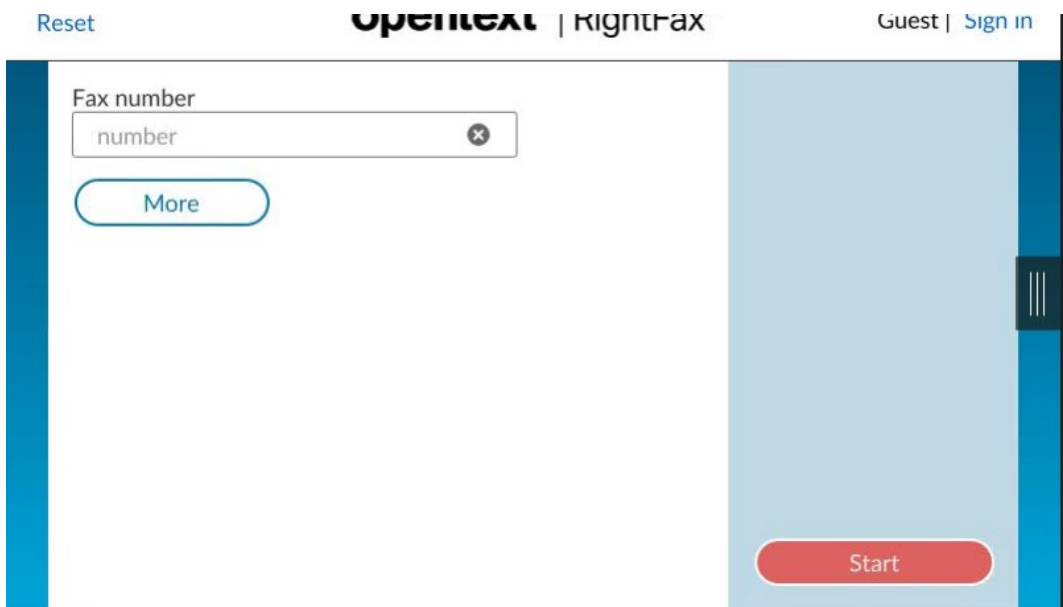 Reset
opentext | RightFax
Guest | Sign in
Fax number
number
More
Start